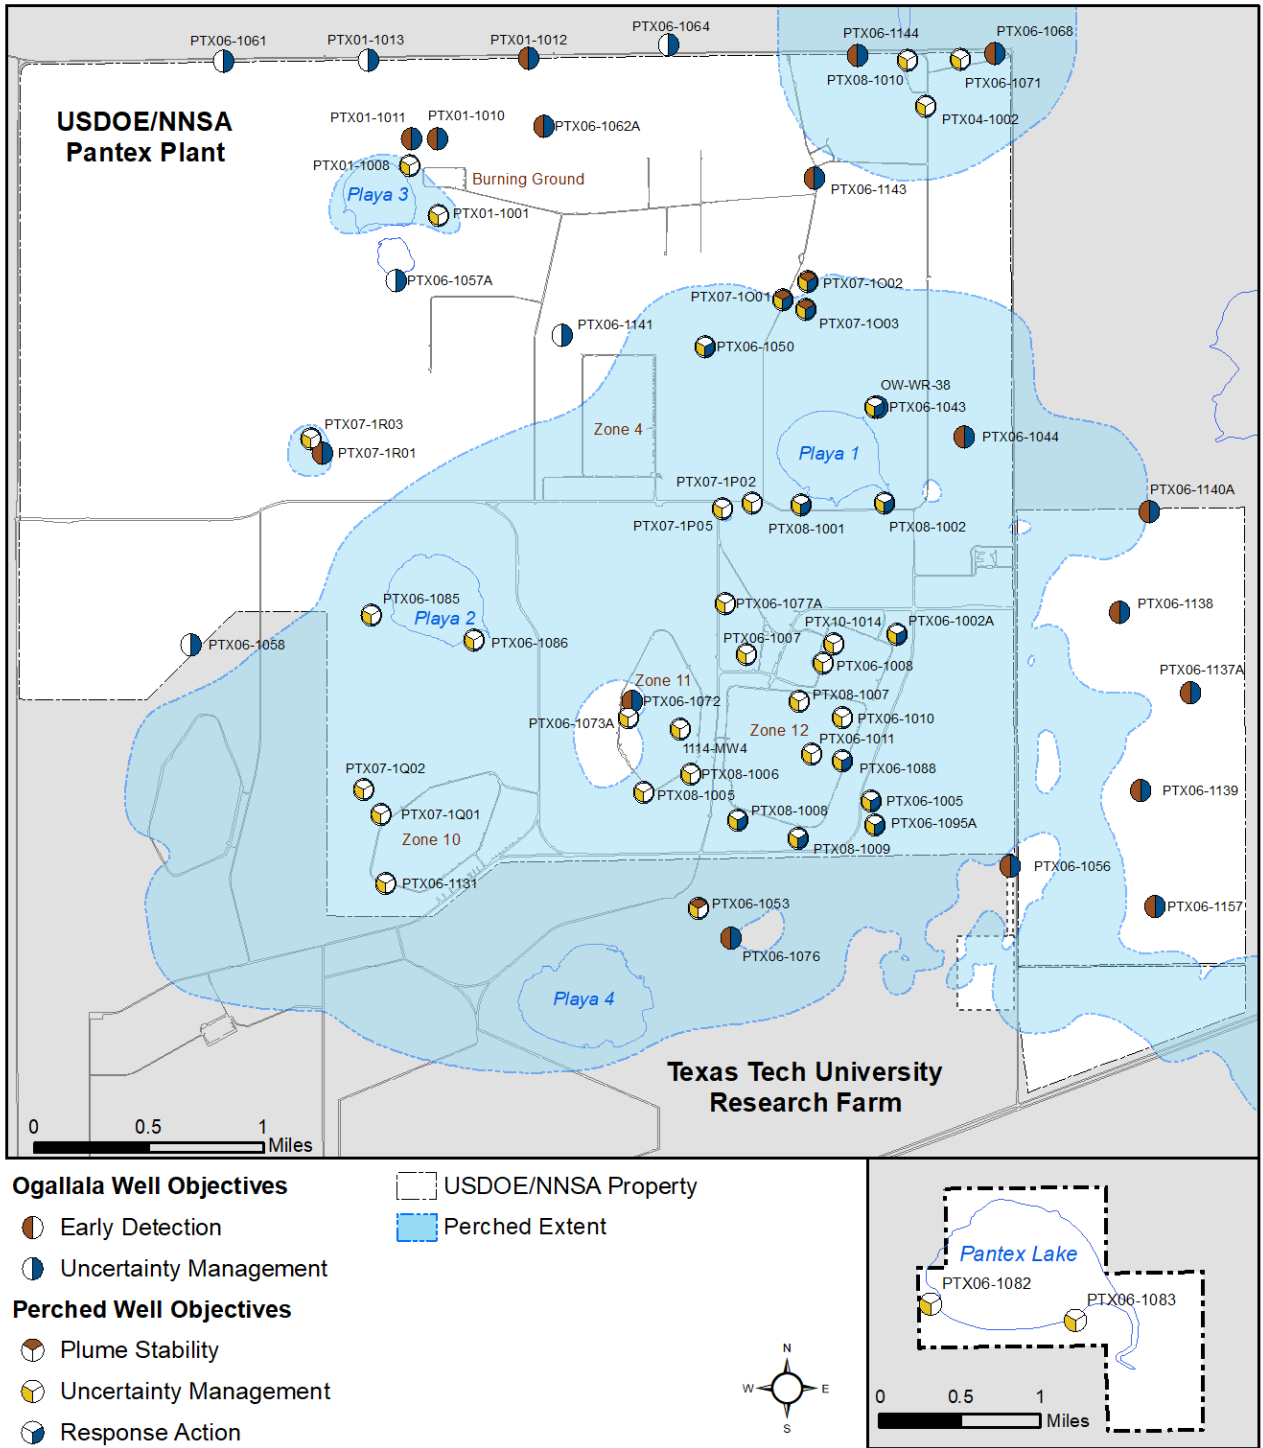 PTX06-1061
PTX01-1013
PTX01-1012
PTX06-1064
PTX06-1144
PTX06-1068
PTX08-1010
PTX06-1071
PTX04-1002
USDOE/NNSA
Pantex Plant
PTX01-1011
PTX01-1010
PTX06-1062A
PTX01-1008
Burning Ground
Playa 3
PTX01-1001
PTX06-1143
PTX06-1057A
PTX07-1O02
PTX07-1O01
PTX07-1O03
PTX06-1141
PTX06-1050
OW-WR-38
PTX06-1043
PTX07-1R03
PTX07-1R01
Zone 4
Playa 1
PTX06-1044
PTX07-1P02
PTX06-1140A
PTX07-1P05
PTX08-1001
PTX08-1002
PTX06-1085
Playa 2
PTX06-1086
PTX06-1058
PTX06-1077A
PTX06-1007
PTX10-1014
PTX06-1002A
PTX06-1008
PTX06-1138
PTX06-1137A
Zone 11
PTX06-1072
PTX06-1073A
1114-MW4
PTX08-1007
PTX06-1010
Zone 12
PTX06-1011
PTX06-1088
PTX07-1Q02
PTX07-1Q01
Zone 10
PTX08-1006
PTX08-1005
PTX08-1008
PTX08-1009
PTX06-1005
PTX06-1095A
PTX06-1139
PTX06-1131
PTX06-1056
PTX06-1053
PTX06-1076
PTX06-1157
Playa 4
Texas Tech University
Research Farm
0 0.5 1
Miles
Ogallala Well Objectives
Early Detection
Uncertainty Management
Perched Well Objectives
Plume Stability
Uncertainty Management
Response Action
USDOE/NNSA Property
Perched Extent
N
W E
S
Pantex Lake
PTX06-1082
PTX06-1083
0 0.5 1
Miles